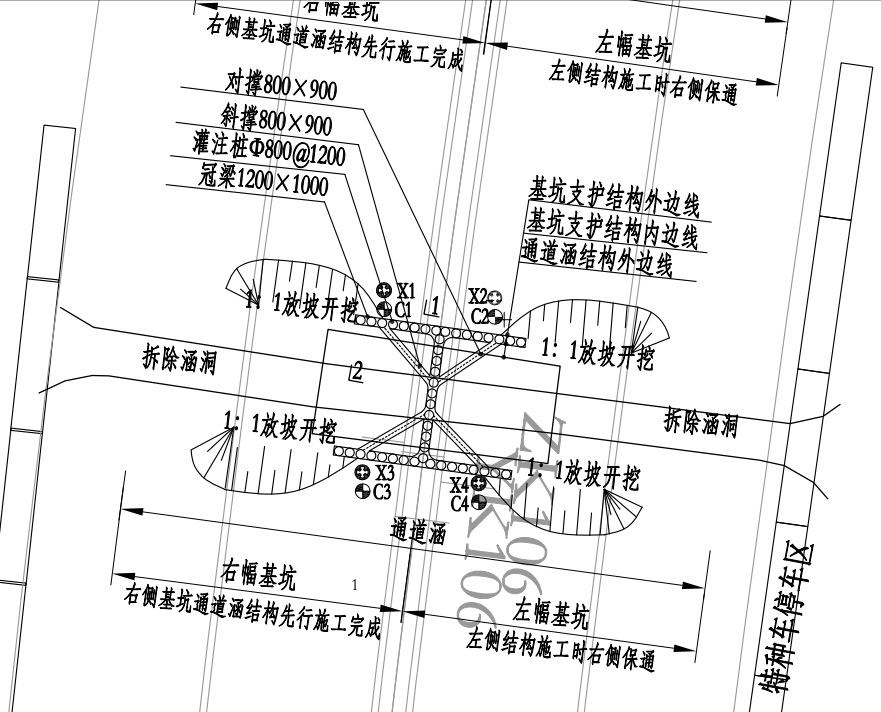 右幅基坑
右侧基坑通道涵结构先行施工完成
左幅基坑
左侧结构施工时右侧保通
对撑800×900
斜撑800×900
灌注桩Φ800@1200
冠梁1200×1000
基坑支护结构外边线
基坑支护结构内边线
通道涵结构外边线
X1
C1
1
X2
C2
1：1放坡开挖
1：1放坡开挖
拆除涵洞
2
拆除涵洞
1：1放坡开挖
1：1放坡开挖
X3
C3
X4
C4
ZK106
YK106
通道涵
右幅基坑
右侧基坑通道涵结构先行施工完成
1
左幅基坑
左侧结构施工时右侧保通
特种车停车区